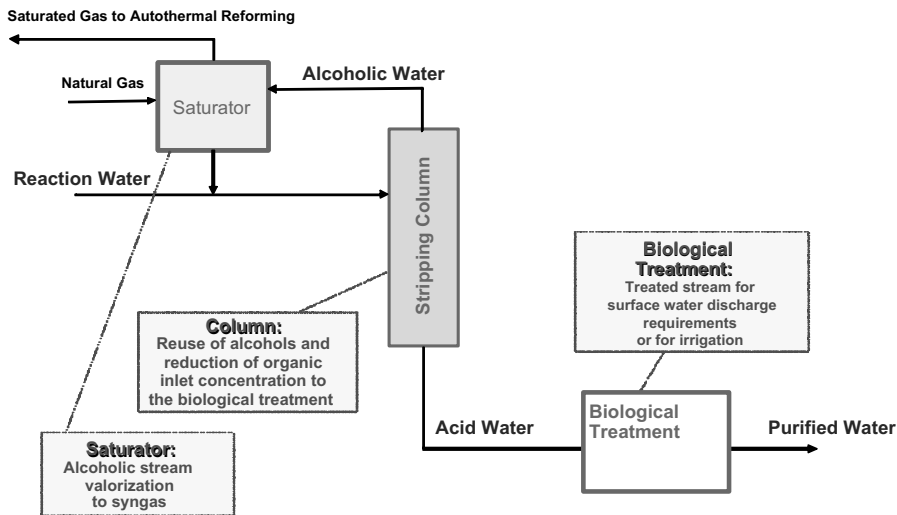 Saturated Gas to Autothermal Reforming
Natural Gas
Saturator
Alcoholic Water
Reaction Water
Stripping Column
Biological
Treatment:
Treated stream for
surface water discharge
requirements
or for irrigation
Column:
Reuse of alcohols and
reduction of organic
inlet concentration to
the biological treatment
Saturator:
Alcoholic stream
valorization
to syngas
Acid Water
Biological
Treatment
Purified Water